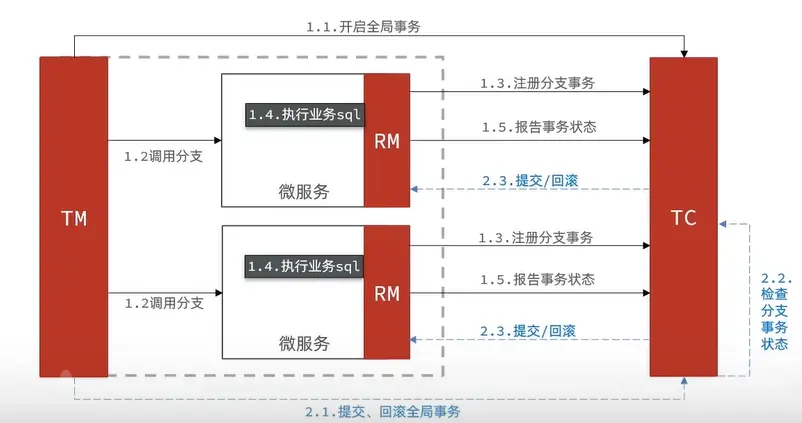 1.1.开启全局事务
TM
1.2调用分支
1.4.执行业务sql
微服务
RM
1.3.注册分支事务
1.5.报告事务状态
2.3.提交/回滚
1.2调用分支
1.4.执行业务sql
微服务
RM
1.3.注册分支事务
1.5.报告事务状态
2.3.提交/回滚
TC
2.2.
检查
分支
事务
状态
2.1.提交、回滚全局事务